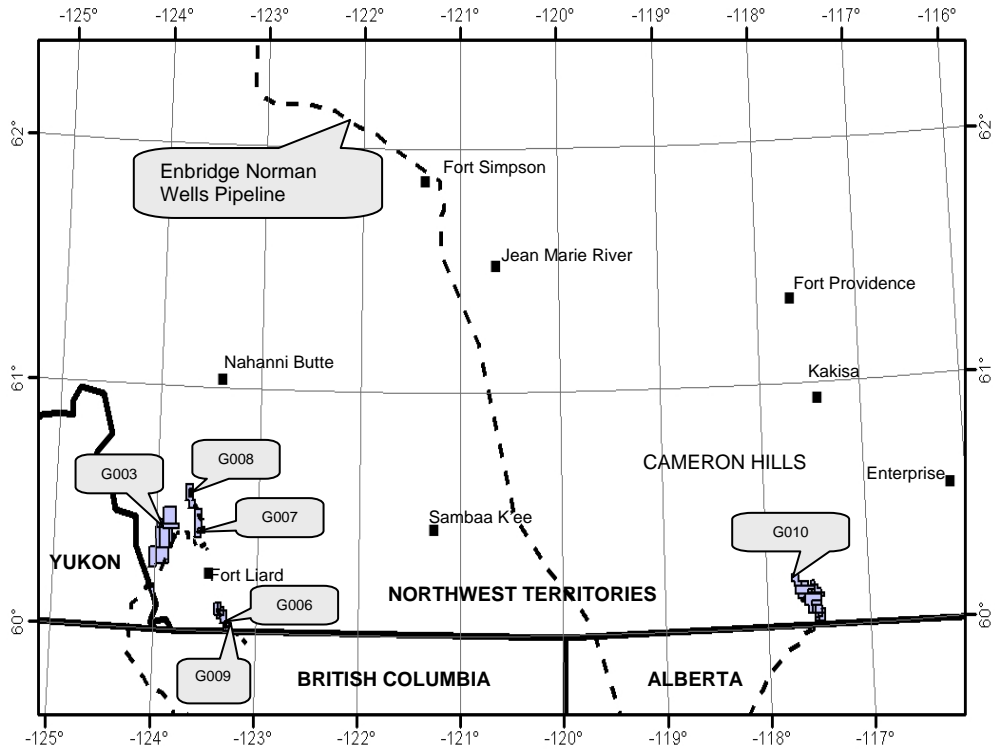 -125° -124° -123° -122° -121° -120° -119° -118° -117° -116°
62° 62°
Enbridge Norman
Wells Pipeline
Fort Simpson
Jean Marie River
Fort Providence
Nahanni Butte
61° 61°
Kakisa
G008
G003
CAMERON HILLS
Enterprise
G007
Sambaa K'ee
G010
YUKON
Fort Liard
NORTHWEST TERRITORIES
G006
60° 60°
G009
BRITISH COLUMBIA
ALBERTA
-125° -124° -123° -122° -121° -120° -119° -118° -117°